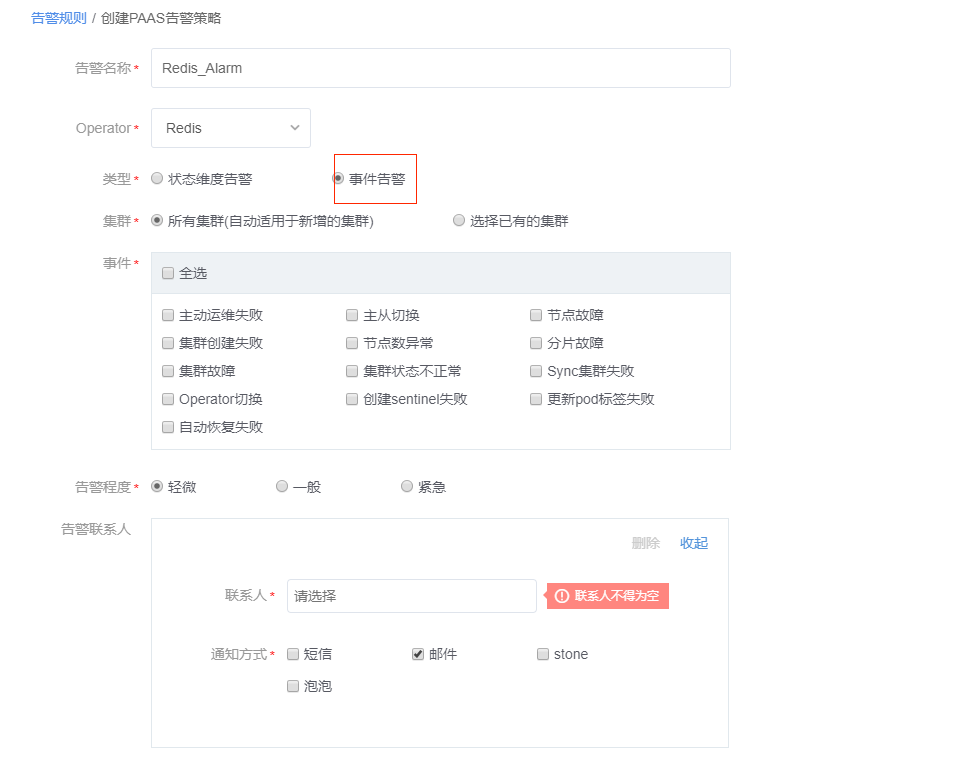 告警规则 / 创建PAAS告警策略
告警名称* Redis_Alarm
Operator* Redis
类型* 状态维度告警 事件告警
集群* 所有集群(自动适用于新增的集群) 选择已有的集群
事件* 全选
主动运维失败 主从切换 节点故障
集群创建失败 节点数异常 分片故障
集群故障 集群状态不正常 Sync集群失败
Operator切换 创建sentinel失败 更新pod标签失败
自动恢复失败
告警程度* 轻微 一般 紧急
告警联系人
删除 收起
联系人* 请选择 联系人不得为空
通知方式* 短信 邮件 stone
泡泡